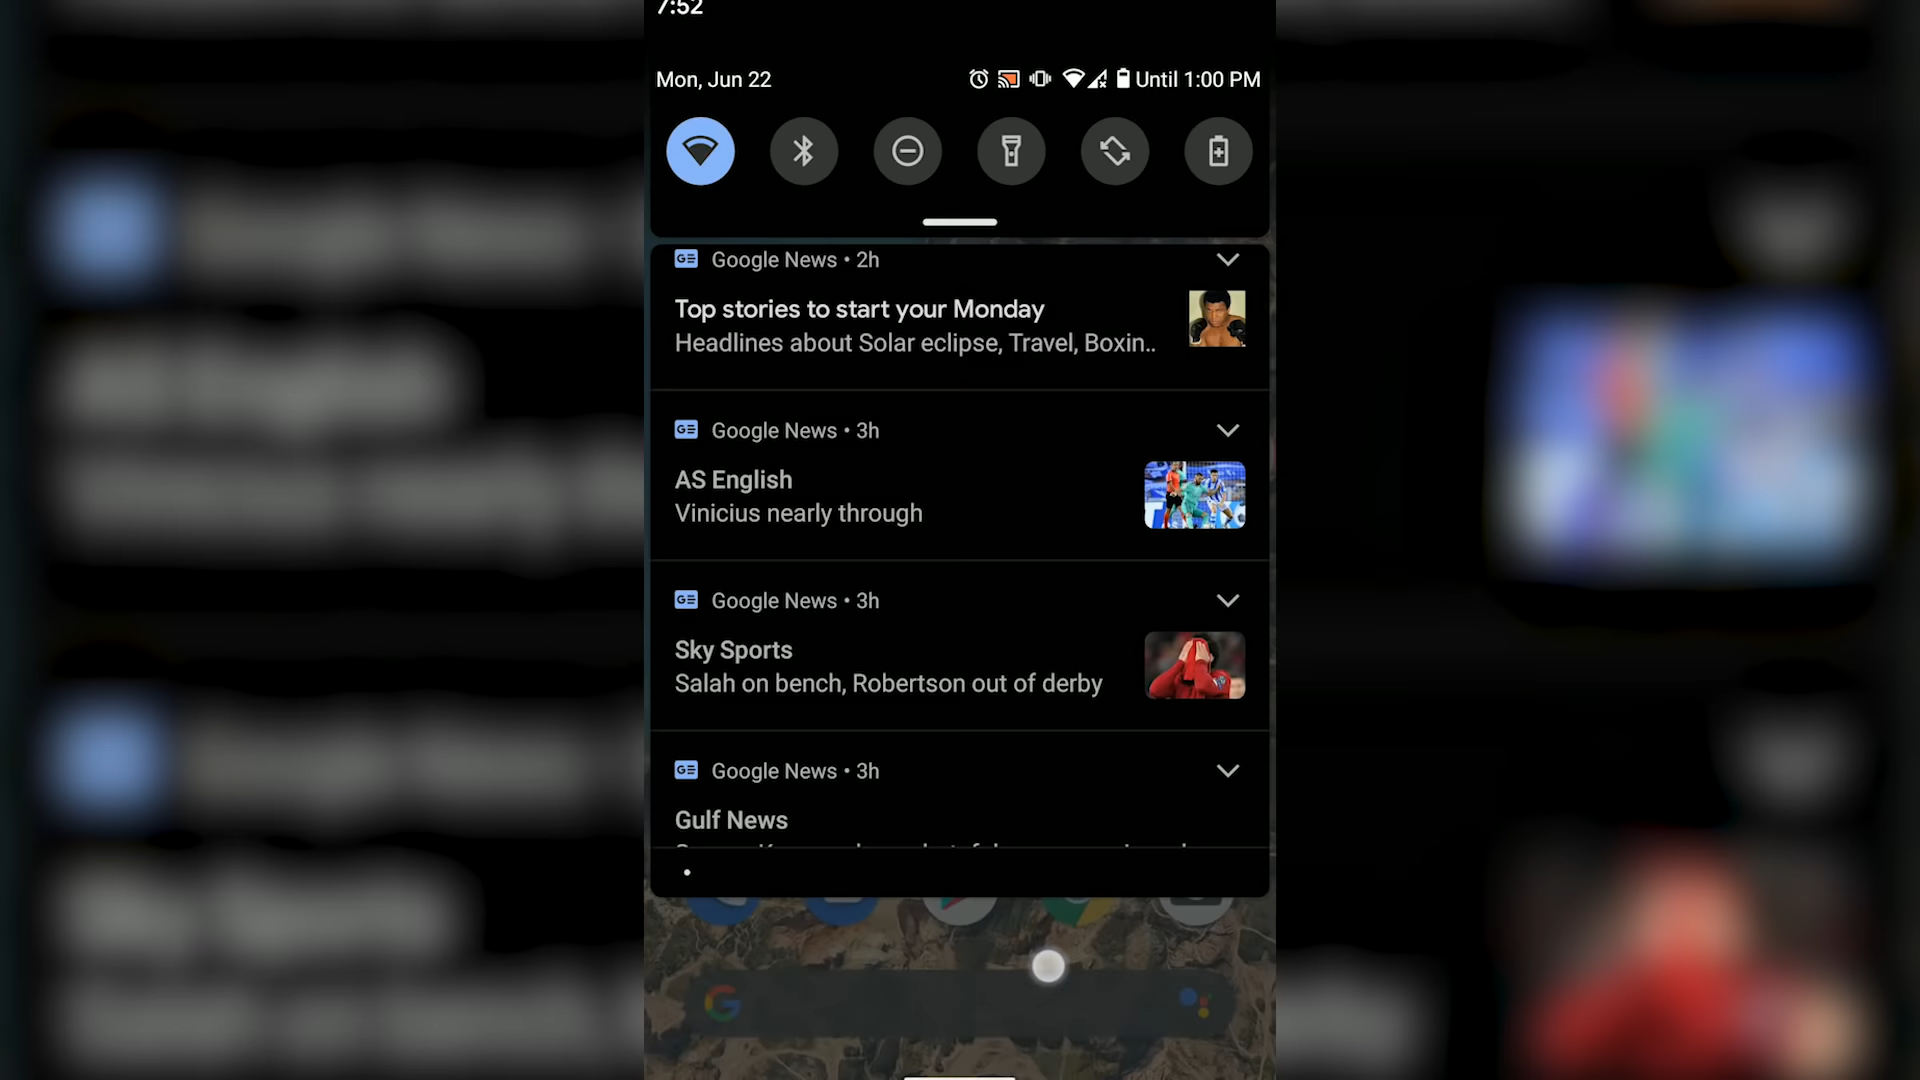 7:52
Mon, Jun 22
Until 1:00 PM
Google News • 2h
Top stories to start your Monday
Headlines about Solar eclipse, Travel, Boxin..
Google News • 3h
AS English
Vinicius nearly through
Google News • 3h
Sky Sports
Salah on bench, Robertson out of derby
Google News • 3h
Gulf News